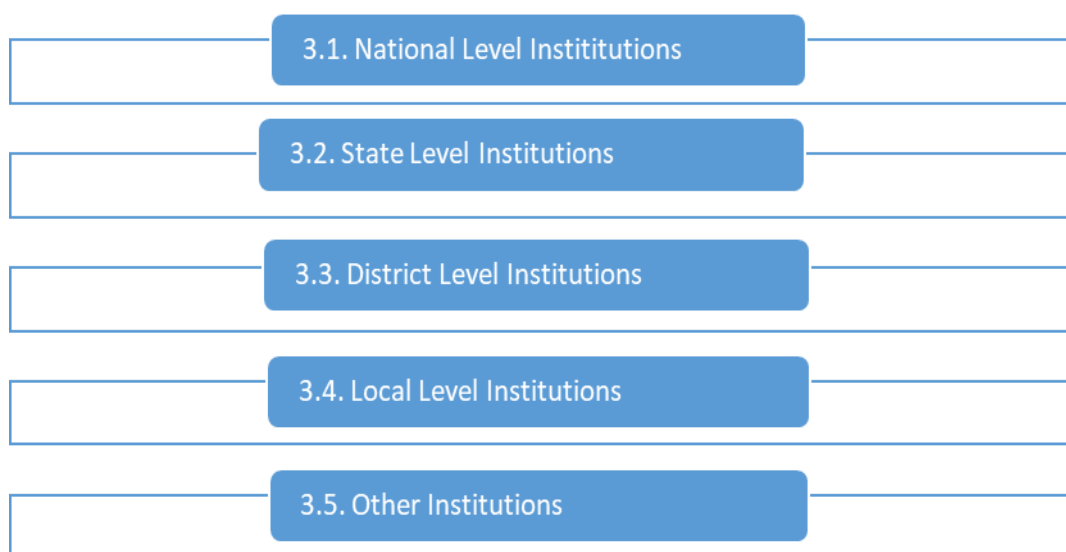 3.1. National Level Instititutions
3.2. State Level Institutions
3.3. District Level Institutions
3.4. Local Level Institutions
3.5. Other Institutions